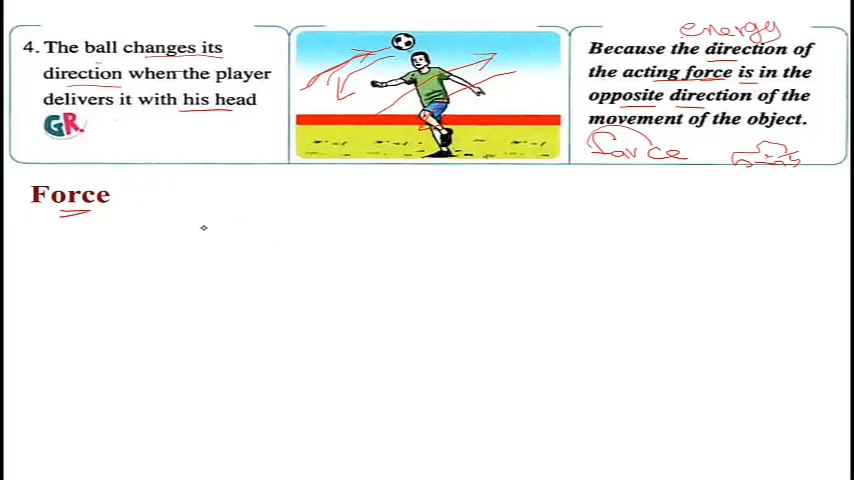 energy
4. The ball changes its
direction when the player
delivers it with his head
GR.
Because the direction of
the acting force is in the
opposite direction of the
movement of the object.
farce
Force